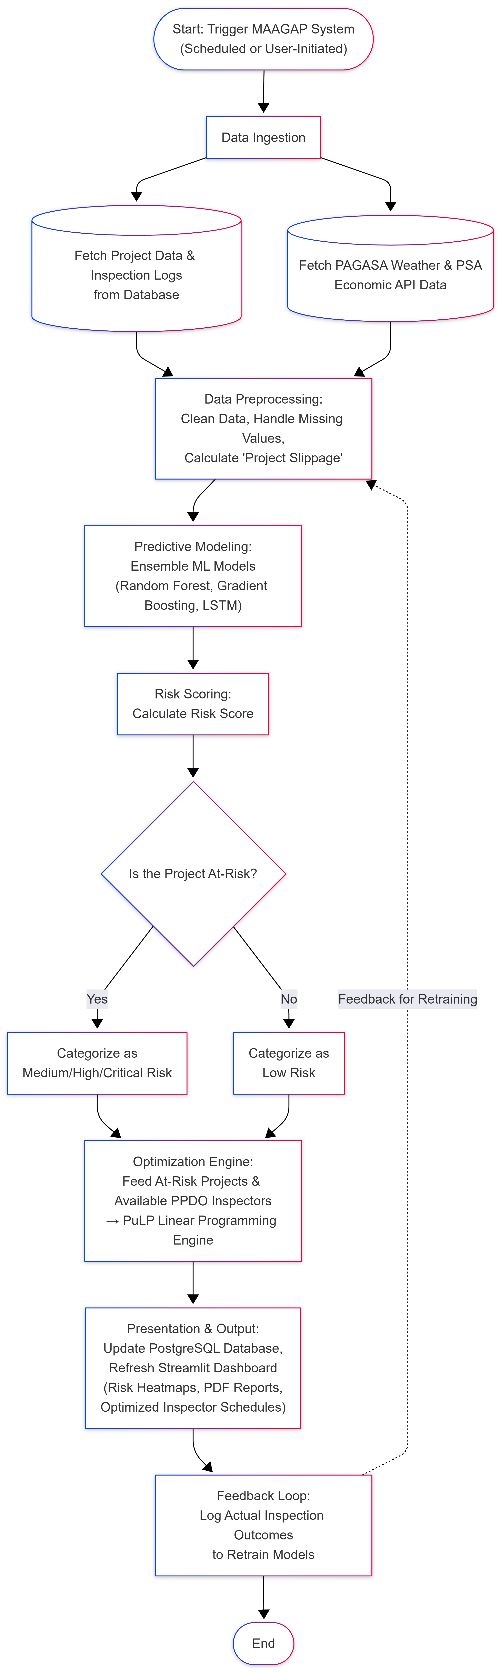 Start: Trigger MAAGAP System
(Scheduled or User-Initiated)
Data Ingestion
Fetch Project Data &
Inspection Logs
from Database
Fetch PAGASA Weather & PSA
Economic API Data
Data Preprocessing:
Clean Data, Handle Missing
Values,
Calculate 'Project Slippage'
Predictive Modeling:
Ensemble ML Models
(Random Forest, Gradient
Boosting, LSTM)
Risk Scoring:
Calculate Risk Score
Is the Project At-Risk?
Yes
No
Feedback for Retraining
Categorize as
Medium/High/Critical Risk
Categorize as
Low Risk
Optimization Engine:
Feed At-Risk Projects &
Available PPDO Inspectors
→ PuLP Linear Programming
Engine
Presentation & Output:
Update PostgreSQL Database,
Refresh Streamlit Dashboard
(Risk Heatmaps, PDF Reports,
Optimized Inspector Schedules)
Feedback Loop:
Log Actual Inspection
Outcomes
to Retrain Models
End